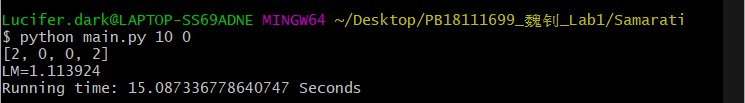 Lucifer.dark@LAPTOP-SS69ADNE MINGW64 ~/Desktop/PB18111699_魏钊_Lab1/Samarati
$ python main.py 10 0
[2, 0, 0, 2]
LM=1.113924
Running time: 15.087336778640747 Seconds